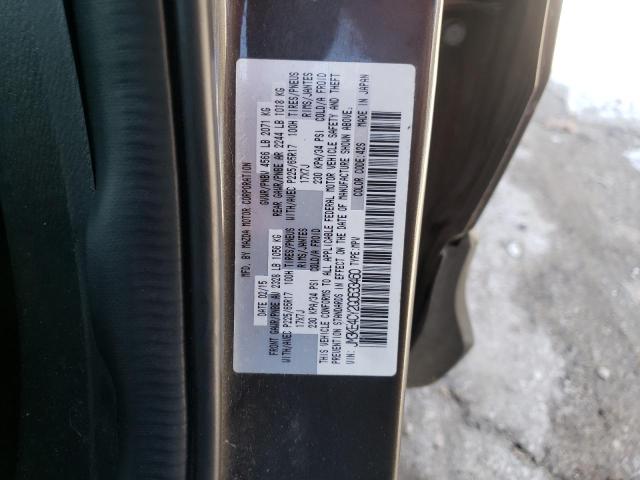 MFD. BY MAZDA MOTOR CORPORATION
DATE 02/15 GVWR/PNBV 4566 LB 2071 KG
FRONT GAWR/PNBE AV 2328 LB 1056 KG REAR GAWR/PNBE AR 2244 LB 1018 KG
WITH/AVEC P225/65R17 100H TIRES/PNEUS WITH/AVEC P225/65R17 100H TIRES/PNEUS
17X7J RIMS/JANTES 17X7J RIMS/JANTES
230 KPA/34 PSI COLD/A FROID 230 KPA/34 PSI COLD/A FROID
THIS VEHICLE CONFORMS TO ALL APPLICABLE FEDERAL MOTOR VEHICLE SAFETY AND THEFT
PREVENTION STANDARDS IN EFFECT ON THE DATE OF MANUFACTURE SHOWN ABOVE.
VIN: JM3KE4CY2G0633460 TYPE:MPV COLOR CODE:42S MADE IN JAPAN